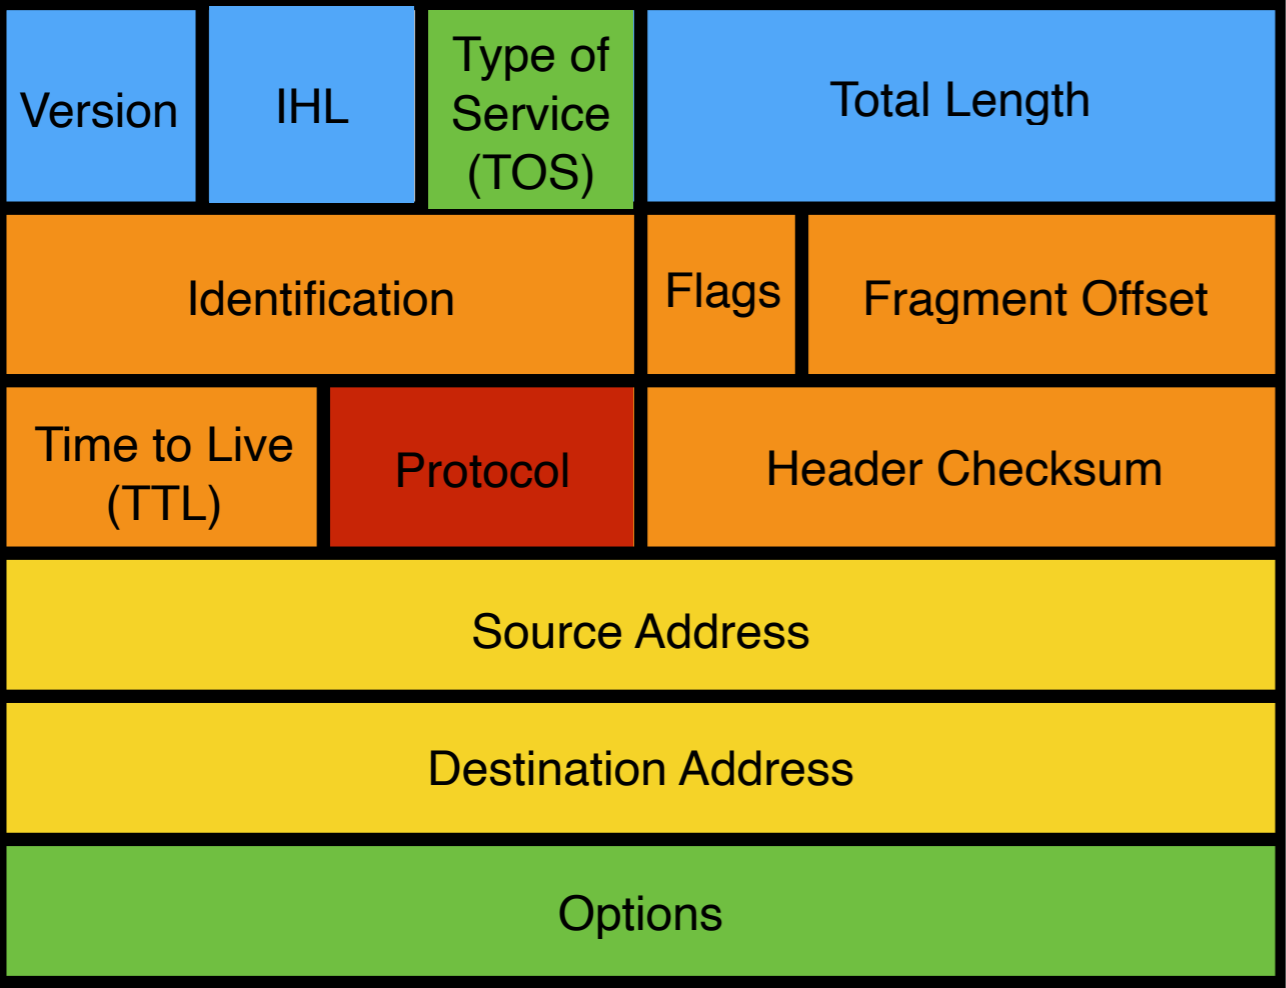 Version
IHL
Type of
Service
(TOS)
Total Length
Identification
Flags
Fragment Offset
Time to Live
(TTL)
Protocol
Header Checksum
Source Address
Destination Address
Options